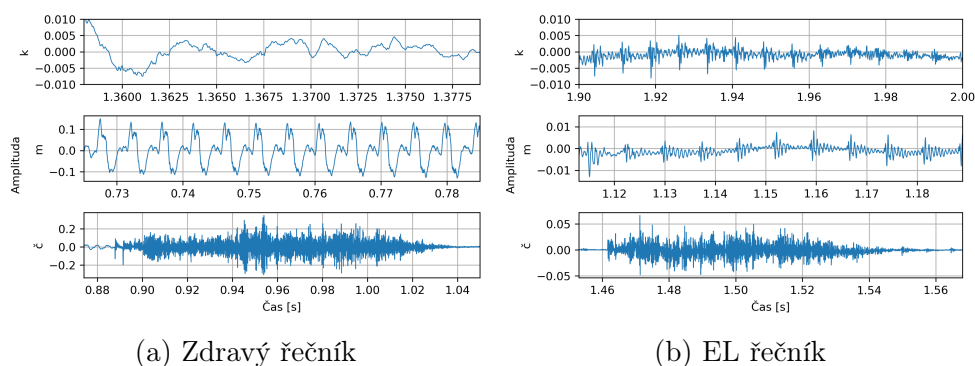 0.010
0.005
0.000
−0.005
−0.010
k
1.3600 1.3625 1.3650 1.3675 1.3700 1.3725 1.3750 1.3775
0.1
0.0
−0.1
Amplituda
m
0.73 0.74 0.75 0.76 0.77 0.78
0.2
0.0
−0.2
č
0.88 0.90 0.92 0.94 0.96 0.98 1.00 1.02 1.04
Čas [s]
(a) Zdravý řečník
0.010
0.005
0.000
−0.005
−0.010
k
1.90 1.92 1.94 1.96 1.98 2.00
0.01
0.00
−0.01
Amplituda
m
1.12 1.13 1.14 1.15 1.16 1.17 1.18
0.05
0.00
−0.05
č
1.46 1.48 1.50 1.52 1.54 1.56
Čas [s]
(b) EL řečník